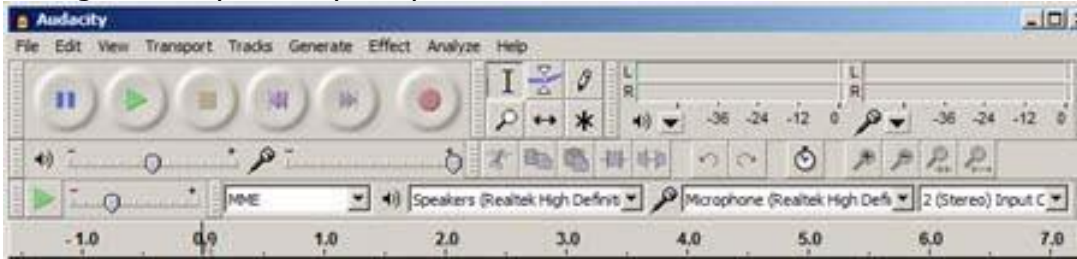 Audacity
File Edit View Transport Tracks Generate Effect Analyze Help
L
R
L
R
-36 -24 -12 0
-36 -24 -12 0
MME
Speakers (Realtek High Definiti
Microphone (Realtek High Defi
2 (Stereo) Input C
-1.0 0,0 1.0 2.0 3.0 4.0 5.0 6.0 7.0